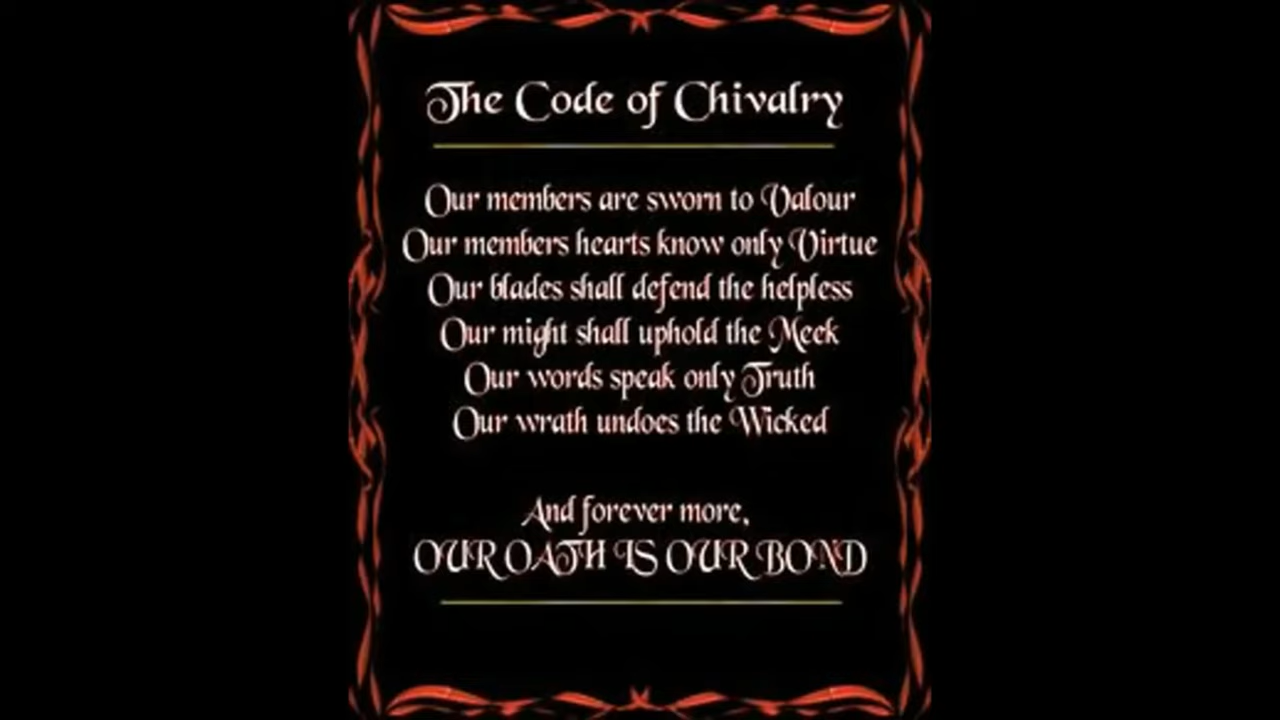 The Code of Chivalry
Our members are sworn to Valour
Our members hearts know only Virtue
Our blades shall defend the helpless
Our might shall uphold the Meek
Our words speak only Truth
Our wrath undoes the Wicked
And forever more,
OUR OATH IS OUR BOND